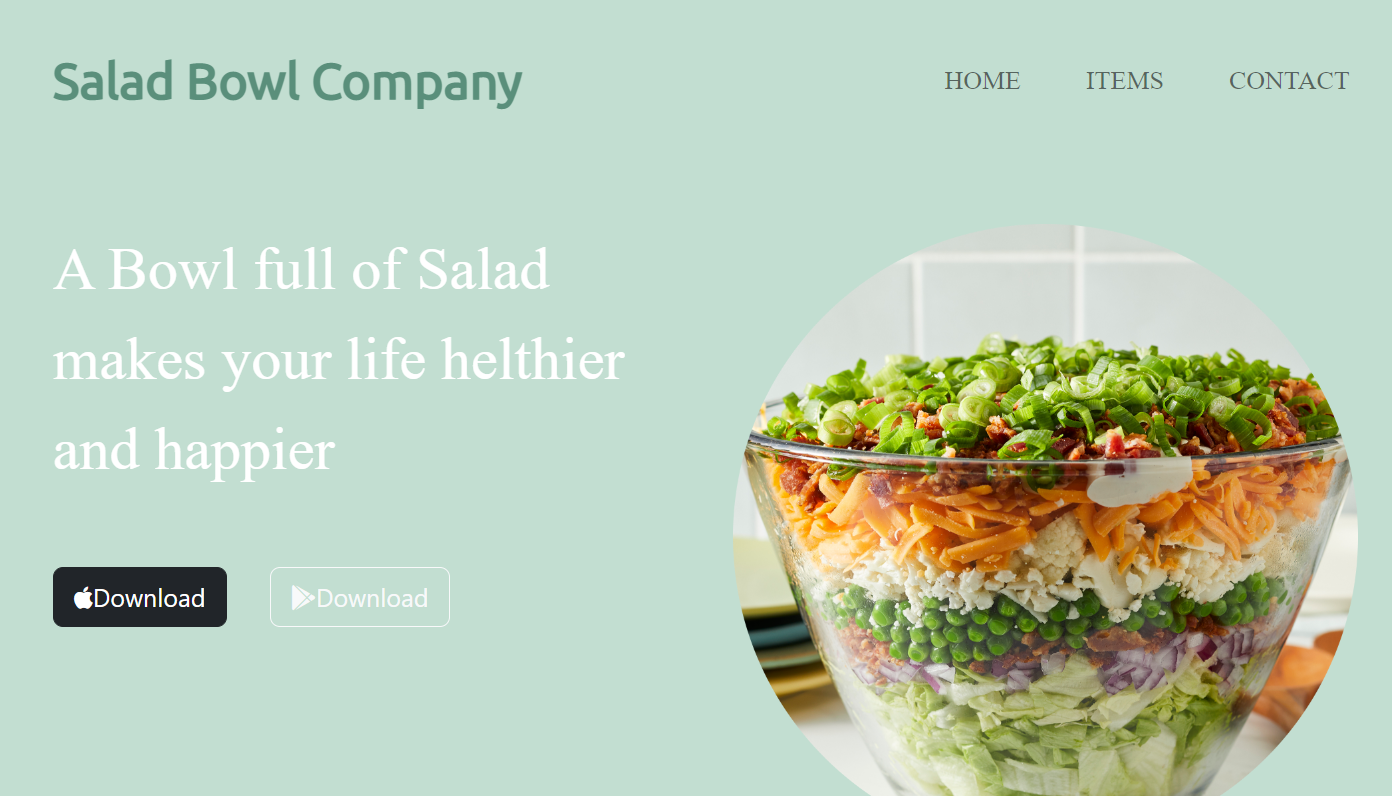 Salad Bowl Company
HOME ITEMS CONTACT
A Bowl full of Salad
makes your life helthier
and happier
Download Download